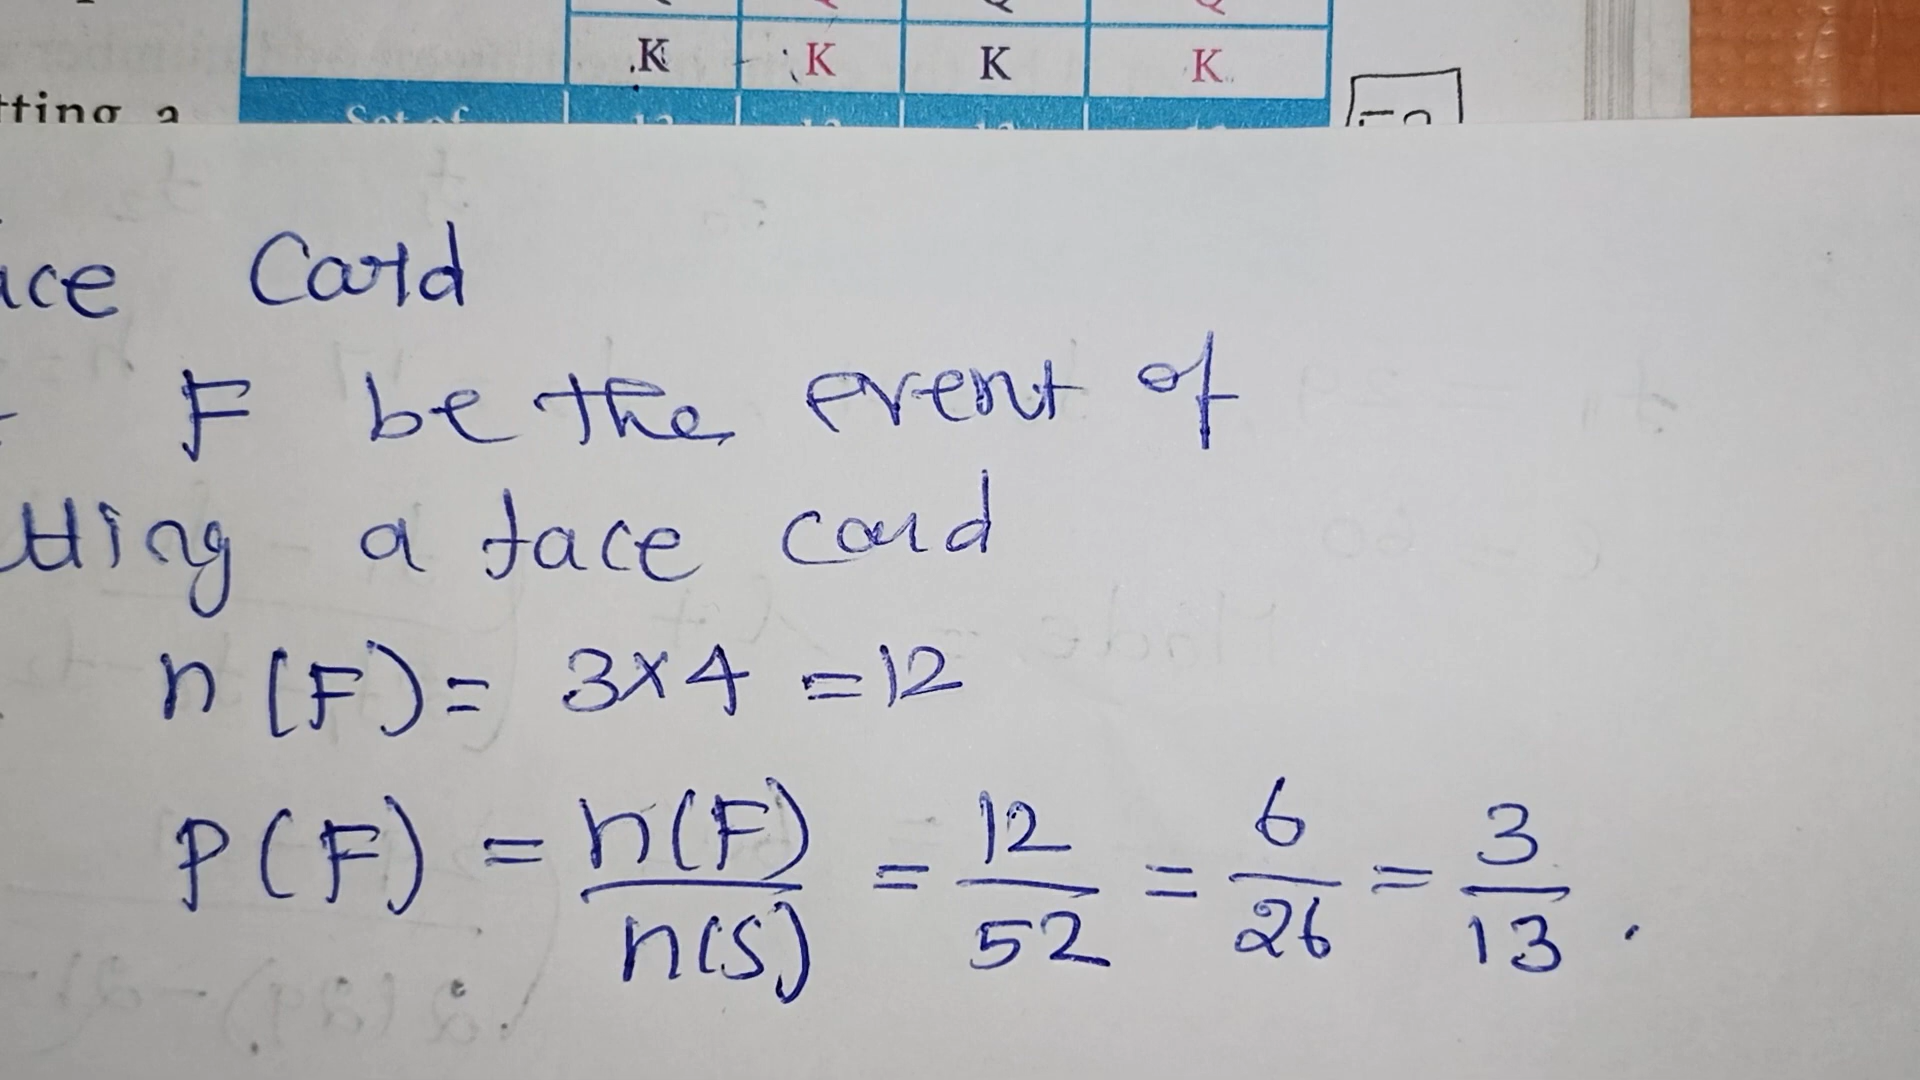 K K K K
tting a
ace Card
F be the event of
tting a face card
n(F) = 3×4 = 12
P(F) = n(F)/n(S) = 12/52 = 6/26 = 3/13.